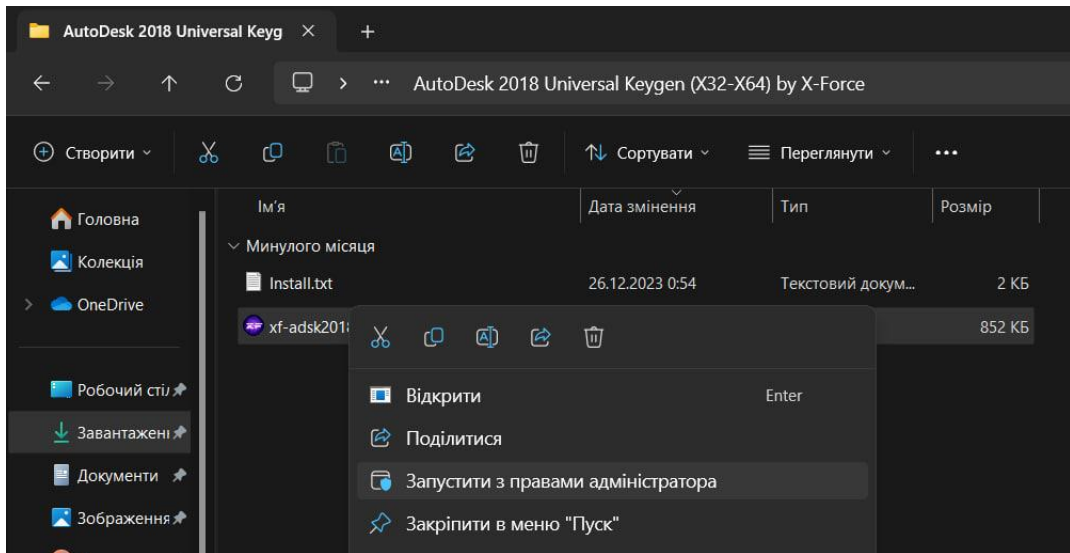 AutoDesk 2018 Universal Keyg
AutoDesk 2018 Universal Keygen (X32-X64) by X-Force
Створити
Сортувати
Переглянути
Ім'я Дата змінення Тип Розмір
Головна
Минулого місяця
Колекція
Install.txt 26.12.2023 0:54 Текстовий докум... 2 КБ
OneDrive
xf-adsk2018 852 КБ
Відкрити Enter
Робочий стіл
Поділитися
Завантажені
Запустити з правами адміністратора
Документи
Закріпити в меню "Пуск"
Зображення